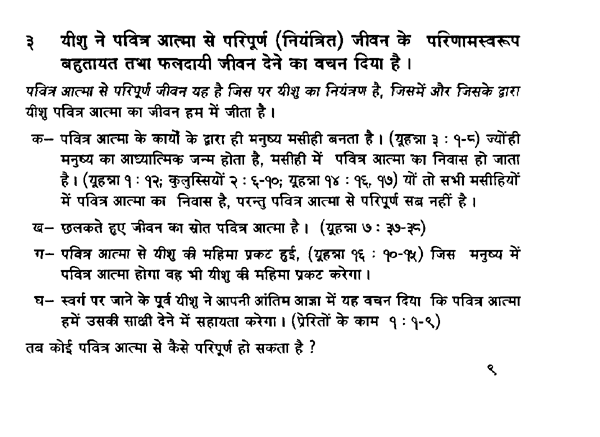 ३ यीशु ने पवित्र आत्मा से परिपूर्ण (नियंत्रित) जीवन के परिणामस्वरूप
बहुतायत तथा फलदायी जीवन देने का वचन दिया है।
पवित्र आत्मा से परिपूर्ण जीवन यह है जिस पर यीशु का नियंत्रण है, जिसमें और जिसके द्वारा
यीशु पवित्र आत्मा का जीवन हम में जीता है।
क– पवित्र आत्मा के कार्यों के द्वारा ही मनुष्य मसीही बनता है। (यूहन्ना ३ : १-८) ज्योंही
मनुष्य का आध्यात्मिक जन्म होता है, मसीही में पवित्र आत्मा का निवास हो जाता
है। (यूहन्ना १ : १२; कुलुस्सियों २ : ६-१०; यूहन्ना १४ : १६, १७) यों तो सभी मसीहियों
में पवित्र आत्मा का निवास है, परन्तु पवित्र आत्मा से परिपूर्ण सब नहीं है।
ख– छलकते हुए जीवन का स्रोत पवित्र आत्मा है। (यूहन्ना ७ : ३७-३८)
ग– पवित्र आत्मा से यीशु की महिमा प्रकट हुई, (यूहन्ना १६ : १०-१५) जिस मनुष्य में
पवित्र आत्मा होगा वह भी यीशु की महिमा प्रकट करेगा।
घ– स्वर्ग पर जाने के पूर्व यीशु ने आपनी अंतिम आज्ञा में यह वचन दिया कि पवित्र आत्मा
हमें उसकी साक्षी देने में सहायता करेगा। (प्रेरितों के काम १ : १-९)
तब कोई पवित्र आत्मा से कैसे परिपूर्ण हो सकता है ?
९